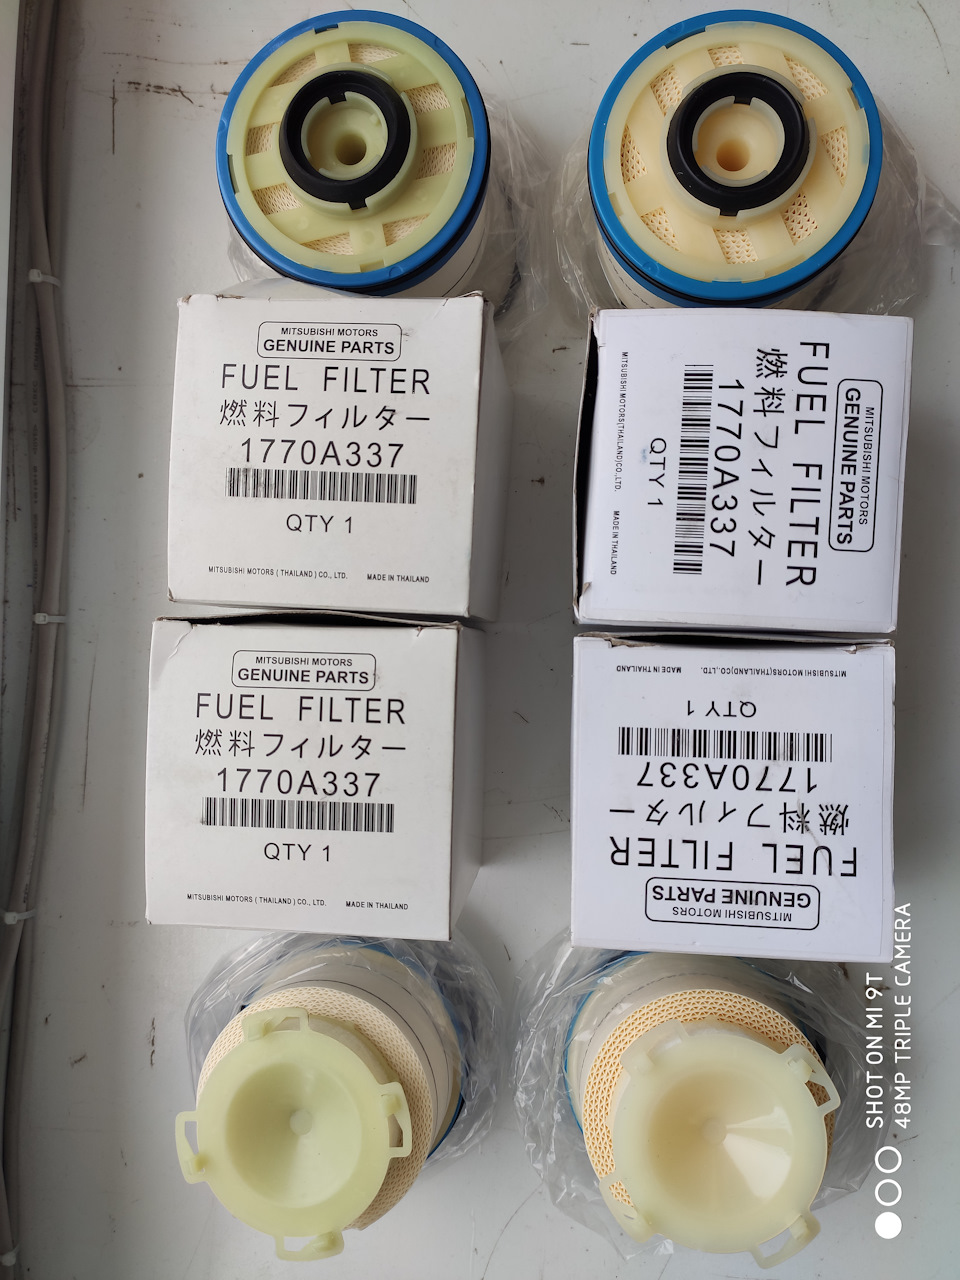 MITSUBISHI MOTORS
GENUINE PARTS
FUEL FILTER
燃料フィルター
1770A337
QTY 1
MITSUBISHI MOTORS ( THAILAND ) CO., LTD. MADE IN THAILAND
MITSUBISHI MOTORS
GENUINE PARTS
FUEL FILTER
燃料フィルター
1770A337
QTY 1
MITSUBISHI MOTORS(THAILAND)CO.,LTD. MADE IN THAILAND
MITSUBISHI MOTORS
GENUINE PARTS
FUEL FILTER
燃料フィルター
1770A337
QTY 1
MITSUBISHI MOTORS ( THAILAND ) CO., LTD. MADE IN THAILAND
MITSUBISHI MOTORS
GENUINE PARTS
FUEL FILTER
燃料フィルター
1770A337
QTY 1
MITSUBISHI MOTORS(THAILAND)CO.,LTD. MADE IN THAILAND
SHOT ON MI 9T
48MP TRIPLE CAMERA